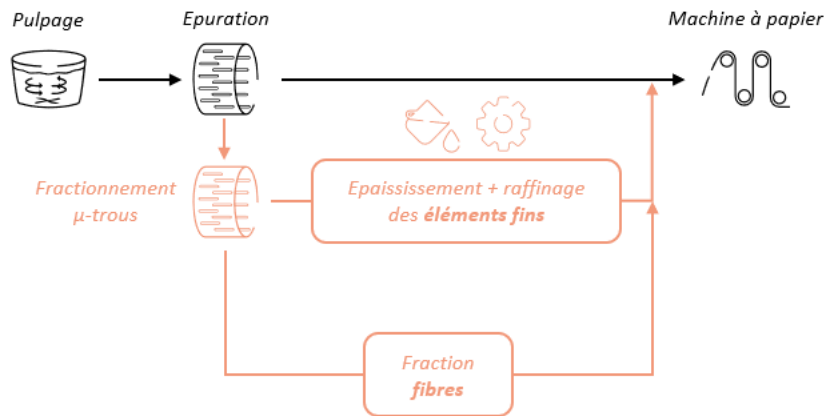 Pulpage
Epuration
Machine à papier
Fractionnement
μ-trous
Epaississement + raffinage
des éléments fins
Fraction
fibres